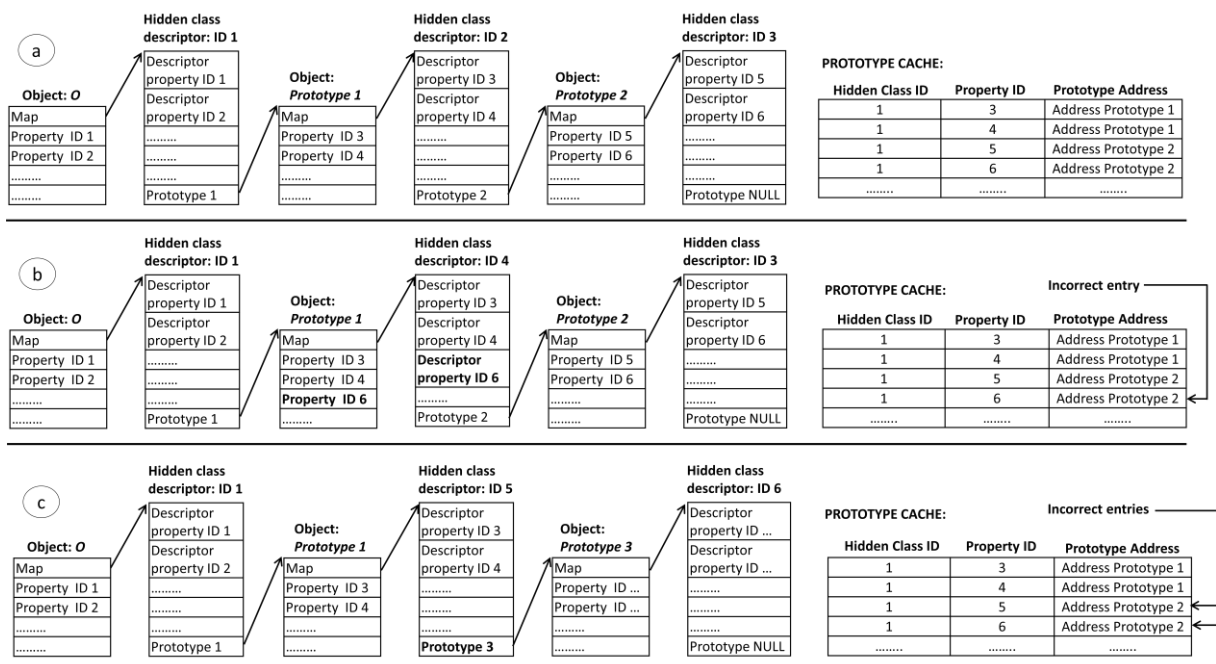 a
Object: O
Map
Property ID 1
Property ID 2
.........
.........
Hidden class
descriptor: ID 1
Descriptor
property ID 1
Descriptor
property ID 2
.........
.........
.........
Prototype 1
Object:
Prototype 1
Map
Property ID 3
Property ID 4
.........
.........
Hidden class
descriptor: ID 2
Descriptor
property ID 3
Descriptor
property ID 4
.........
.........
.........
Prototype 2
Object:
Prototype 2
Map
Property ID 5
Property ID 6
.........
.........
Hidden class
descriptor: ID 3
Descriptor
property ID 5
Descriptor
property ID 6
.........
.........
.........
Prototype NULL
PROTOTYPE CACHE:
Hidden Class ID Property ID Prototype Address
1 3 Address Prototype 1
1 4 Address Prototype 1
1 5 Address Prototype 2
1 6 Address Prototype 2
........ ........ ........
b
Object: O
Map
Property ID 1
Property ID 2
.........
.........
Hidden class
descriptor: ID 1
Descriptor
property ID 1
Descriptor
property ID 2
.........
.........
.........
Prototype 1
Object:
Prototype 1
Map
Property ID 3
Property ID 4
Property ID 6
.........
Hidden class
descriptor: ID 4
Descriptor
property ID 3
Descriptor
property ID 4
Descriptor
property ID 6
.........
Prototype 2
Object:
Prototype 2
Map
Property ID 5
Property ID 6
.........
.........
Hidden class
descriptor: ID 3
Descriptor
property ID 5
Descriptor
property ID 6
.........
.........
.........
Prototype NULL
Incorrect entry
PROTOTYPE CACHE:
Hidden Class ID Property ID Prototype Address
1 3 Address Prototype 1
1 4 Address Prototype 1
1 5 Address Prototype 2
1 6 Address Prototype 2
........ ........ ........
c
Object: O
Map
Property ID 1
Property ID 2
.........
.........
Hidden class
descriptor: ID 1
Descriptor
property ID 1
Descriptor
property ID 2
.........
.........
.........
Prototype 1
Object:
Prototype 1
Map
Property ID 3
Property ID 4
.........
.........
Hidden class
descriptor: ID 5
Descriptor
property ID 3
Descriptor
property ID 4
.........
.........
.........
Prototype 3
Object:
Prototype 3
Map
Property ID ...
Property ID ...
.........
.........
Hidden class
descriptor: ID 6
Descriptor
property ID ...
Descriptor
property ID ...
.........
.........
.........
Prototype NULL
Incorrect entries
PROTOTYPE CACHE:
Hidden Class ID Property ID Prototype Address
1 3 Address Prototype 1
1 4 Address Prototype 1
1 5 Address Prototype 2
1 6 Address Prototype 2
........ ........ ........